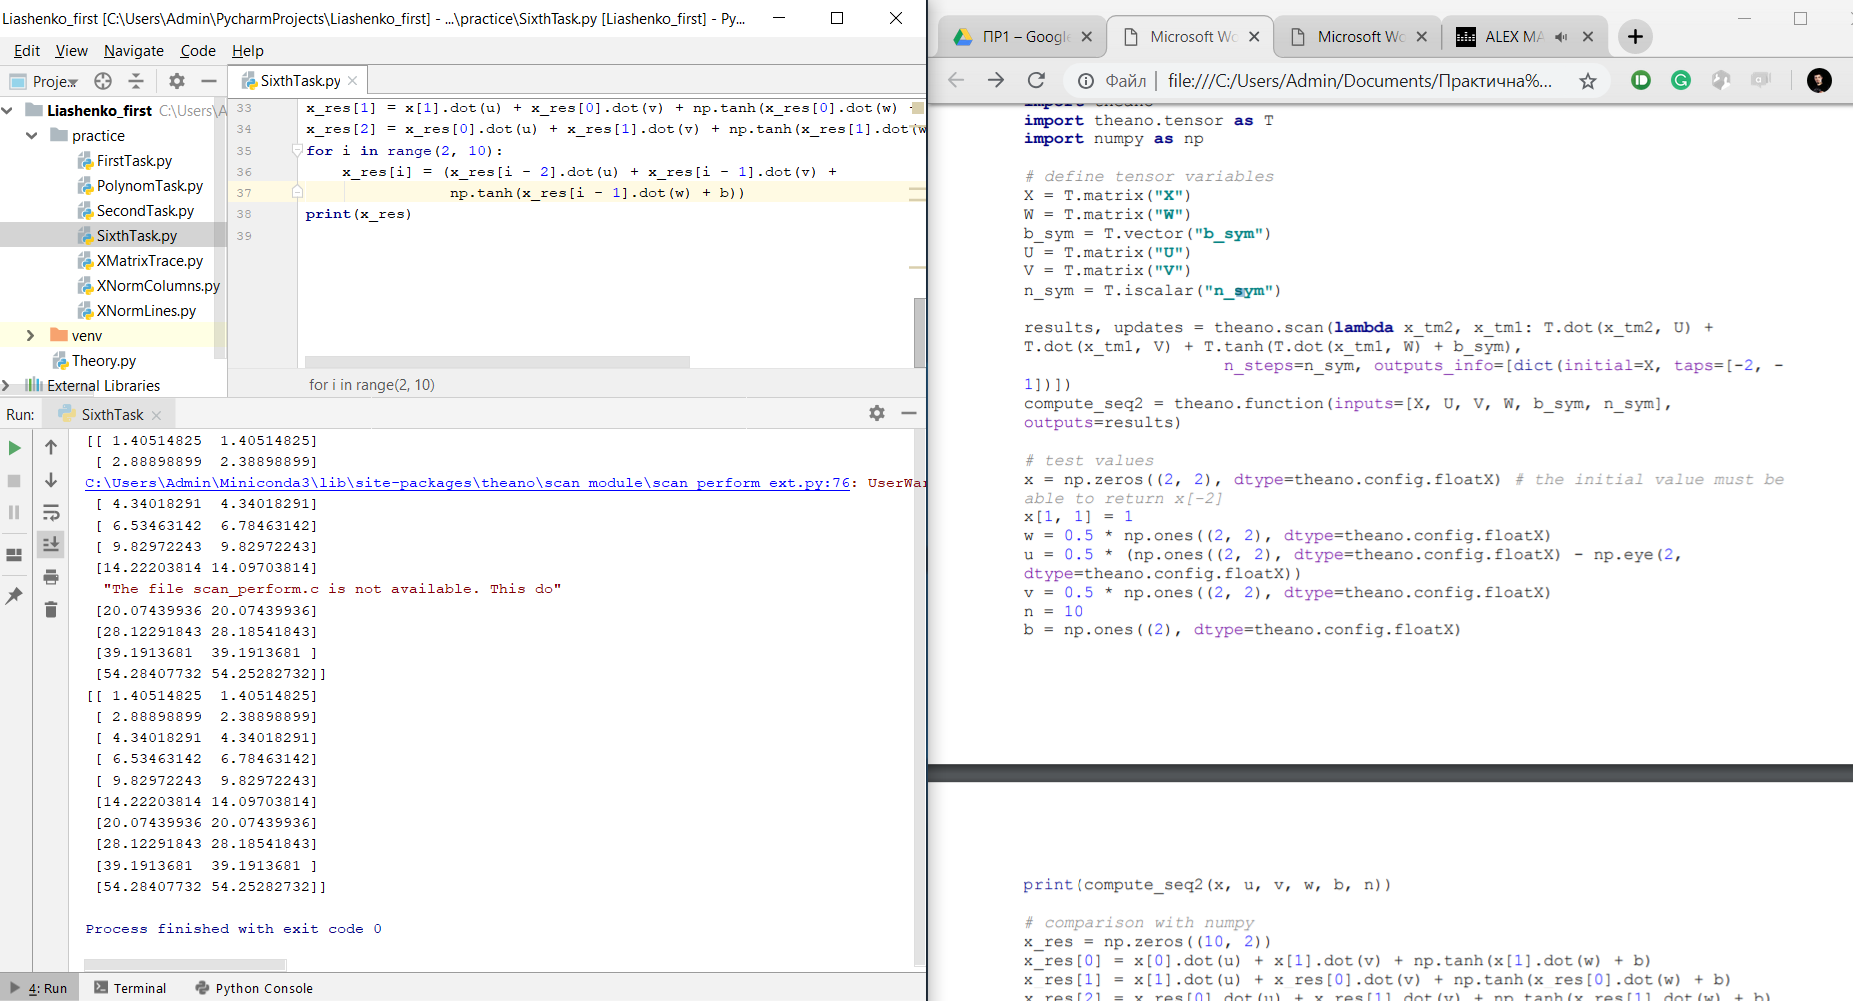 Liashenko_first [C:\Users\Admin\PycharmProjects\Liashenko_first] - ...\practice\SixthTask.py [Liashenko_first] - Py...
Edit View Navigate Code Help
Proje
SixthTask.py
Liashenko_first C:\Users\A
practice
FirstTask.py
PolynomTask.py
SecondTask.py
SixthTask.py
XMatrixTrace.py
XNormColumns.py
XNormLines.py
venv
Theory.py
External Libraries
33 x_res[1] = x[1].dot(u) + x_res[0].dot(v) + np.tanh(x_res[0].dot(w) +
34 x_res[2] = x_res[0].dot(u) + x_res[1].dot(v) + np.tanh(x_res[1].dot(w
35 for i in range(2, 10):
36 x_res[i] = (x_res[i - 2].dot(u) + x_res[i - 1].dot(v) +
37 np.tanh(x_res[i - 1].dot(w) + b))
38 print(x_res)
39
for i in range(2, 10)
Run: SixthTask
[[ 1.40514825 1.40514825]
[ 2.88898899 2.38898899]
C:\Users\Admin\Miniconda3\lib\site-packages\theano\scan_module\scan_perform_ext.py:76: UserWar
[ 4.34018291 4.34018291]
[ 6.53463142 6.78463142]
[ 9.82972243 9.82972243]
[14.22203814 14.09703814]
"The file scan_perform.c is not available. This do"
[20.07439936 20.07439936]
[28.12291843 28.18541843]
[39.1913681 39.1913681 ]
[54.28407732 54.25282732]]
[[ 1.40514825 1.40514825]
[ 2.88898899 2.38898899]
[ 4.34018291 4.34018291]
[ 6.53463142 6.78463142]
[ 9.82972243 9.82972243]
[14.22203814 14.09703814]
[20.07439936 20.07439936]
[28.12291843 28.18541843]
[39.1913681 39.1913681 ]
[54.28407732 54.25282732]]
Process finished with exit code 0
4: Run Terminal Python Console
ПР1 – Googl Microsoft Wo Microsoft Wo ALEX MA
Файл file:///C:/Users/Admin/Documents/Практична%...
import theano
import theano.tensor as T
import numpy as np
# define tensor variables
X = T.matrix("X")
W = T.matrix("W")
b_sym = T.vector("b_sym")
U = T.matrix("U")
V = T.matrix("V")
n_sym = T.iscalar("n_sym")
results, updates = theano.scan(lambda x_tm2, x_tm1: T.dot(x_tm2, U) +
T.dot(x_tm1, V) + T.tanh(T.dot(x_tm1, W) + b_sym),
n_steps=n_sym, outputs_info=[dict(initial=X, taps=[-2, -
1])])
compute_seq2 = theano.function(inputs=[X, U, V, W, b_sym, n_sym],
outputs=results)
# test values
x = np.zeros((2, 2), dtype=theano.config.floatX) # the initial value must be
able to return x[-2]
x[1, 1] = 1
w = 0.5 * np.ones((2, 2), dtype=theano.config.floatX)
u = 0.5 * (np.ones((2, 2), dtype=theano.config.floatX) - np.eye(2,
dtype=theano.config.floatX))
v = 0.5 * np.ones((2, 2), dtype=theano.config.floatX)
n = 10
b = np.ones((2), dtype=theano.config.floatX)
print(compute_seq2(x, u, v, w, b, n))
# comparison with numpy
x_res = np.zeros((10, 2))
x_res[0] = x[0].dot(u) + x[1].dot(v) + np.tanh(x[1].dot(w) + b)
x_res[1] = x[1].dot(u) + x_res[0].dot(v) + np.tanh(x_res[0].dot(w) + b)
x_res[2] = x_res[0].dot(u) + x_res[1].dot(v) + np.tanh(x_res[1].dot(w) + b)